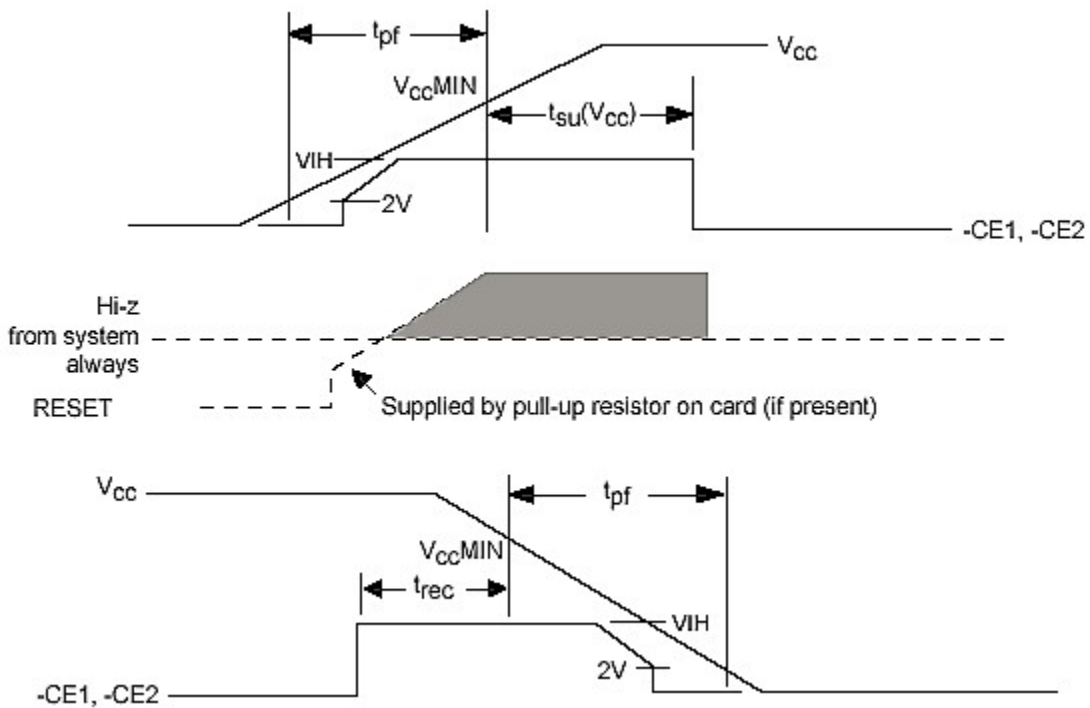 tpf
Vcc
VccMIN
tsu(Vcc)
VIH
2V
-CE1, -CE2
Hi-z
from system
always
RESET
Supplied by pull-up resistor on card (if present)
Vcc
tpf
VccMIN
trec
VIH
2V
-CE1, -CE2